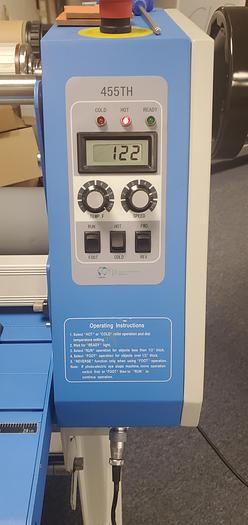 455TH
COLD HOT READY
122
TEMP. F SPEED
RUN HOT FWD
FOOT COLD REV
Operating Instructions
1. Select "HOT" or "COLD" roller operation and dial
temperature setting.
2. Wait for "READY" light.
3. Select "RUN" operation for objects less than 1/2" thick.
4. Select "FOOT" operation for objects over 1/2" thick.
5. "REVERSE" function only when using "FOOT" operation.
Note: If photo-electric eye stops machine, move operation
switch first to "FOOT" then to "RUN" to
continue operation.